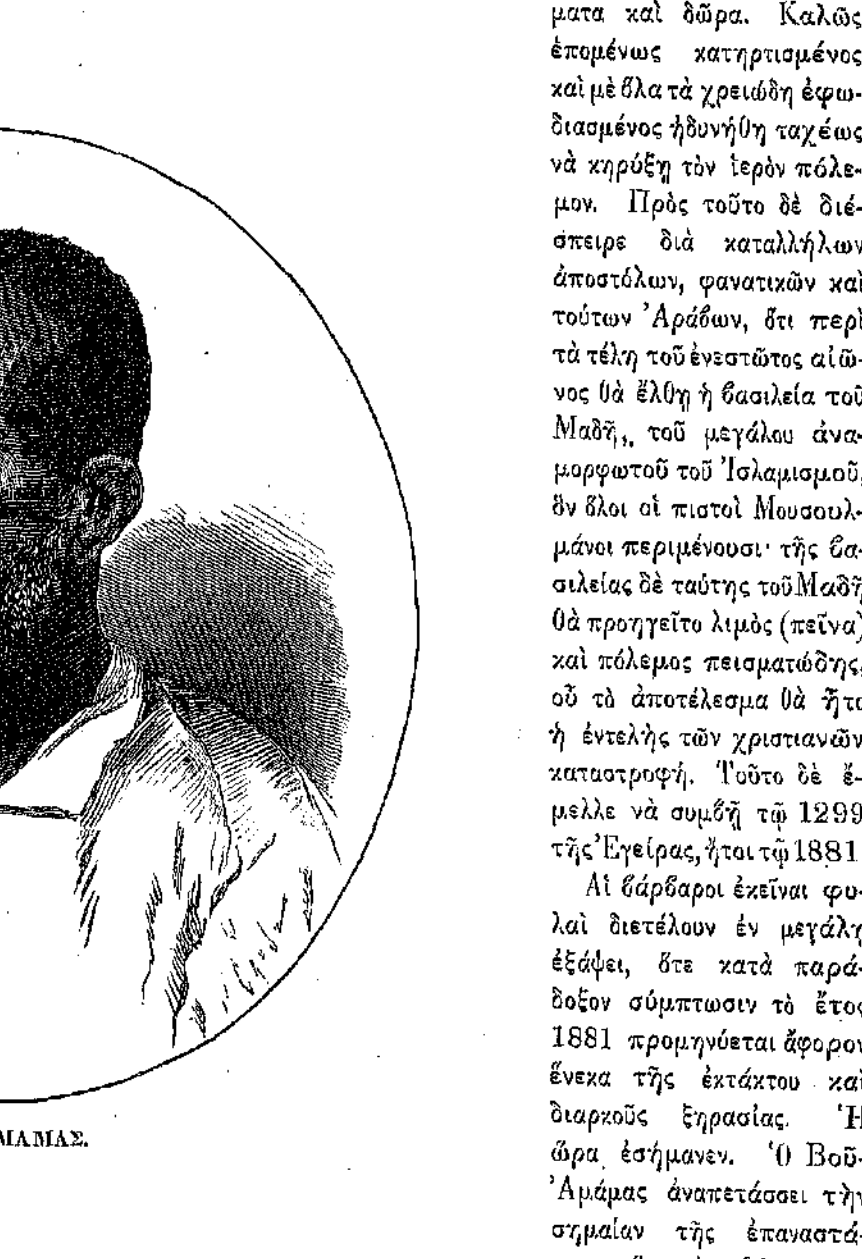 ματα καὶ δῶρα. Καλῶς
ἑπομένως κατηρτισμένος
καὶ μὲ ὅλα τὰ χρειώδη ἐφω-
διασμένος ἠδυνήθη ταχέως
νὰ κηρύξῃ τὸν ἱερὸν πόλε-
μον. Πρὸς τοῦτο δὲ διέ-
σπειρε διὰ καταλλήλων
ἀποστόλων, φανατικῶν καὶ
τούτων Ἀράβων, ὅτι περὶ
τὰ τέλη τοῦ ἐνεστῶτος αἰῶ-
νος θὰ ἔλθῃ ἡ βασιλεία τοῦ
Μαδῆ, τοῦ μεγάλου ἀνα-
μορφωτοῦ τοῦ Ἰσλαμισμοῦ,
ὃν ὅλοι οἱ πιστοὶ Μουσουλ-
μάνοι περιμένουσι· τῆς βα-
σιλείας δὲ ταύτης τοῦ Μαδῆ
θὰ προηγεῖτο λιμὸς (πεῖνα)
καὶ πόλεμος πεισματώδης,
οὗ τὸ ἀποτέλεσμα θὰ ἦτο
ἡ ἐντελὴς τῶν χριστιανῶν
καταστροφή. Τοῦτο δὲ ἔ-
μελλε νὰ συμβῇ τῷ 1299
τῆς Ἐγείρας, ἤτοι τῷ 1881
Αἱ βάρβαροι ἐκεῖναι φυ-
λαὶ διετέλουν ἐν μεγάλῃ
ἐξάψει, ὅτε κατὰ παρά-
δοξον σύμπτωσιν τὸ ἔτος
1881 προμηνύεται ἄφορον
ἕνεκα τῆς ἐκτάκτου καὶ
διαρκοῦς ξηρασίας. Ἡ
ὥρα ἐσήμανεν. Ὁ Βοῦ-
Ἀμάμας ἀναπετάσσει τὴν
σημαίαν τῆς ἐπαναστά-
ΜΑΜΑΣ.